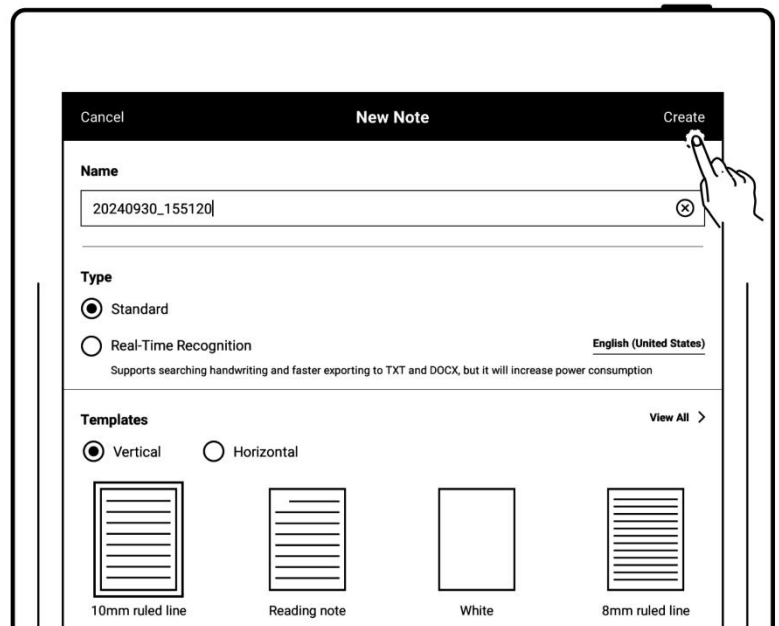 Cancel New Note Create
Name
20240930_155120
Type
Standard
Real-Time Recognition English (United States)
Supports searching handwriting and faster exporting to TXT and DOCX, but it will increase power consumption
Templates View All
Vertical Horizontal
10mm ruled line Reading note White 8mm ruled line